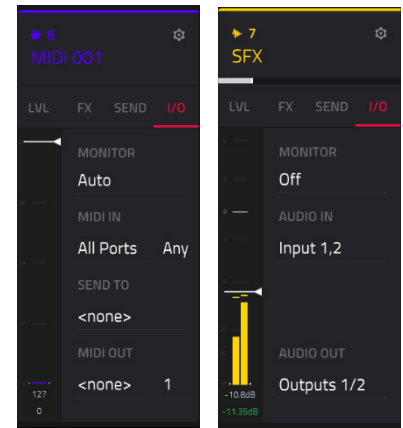 6
MIDI 001
LVL FX SEND I/O
MONITOR
Auto
MIDI IN
All Ports Any
SEND TO
<none>
MIDI OUT
<none> 1
127
0
7
SFX
LVL FX SEND I/O
MONITOR
Off
AUDIO IN
Input 1,2
AUDIO OUT
Outputs 1/2
-10.8dB
-11.35dB